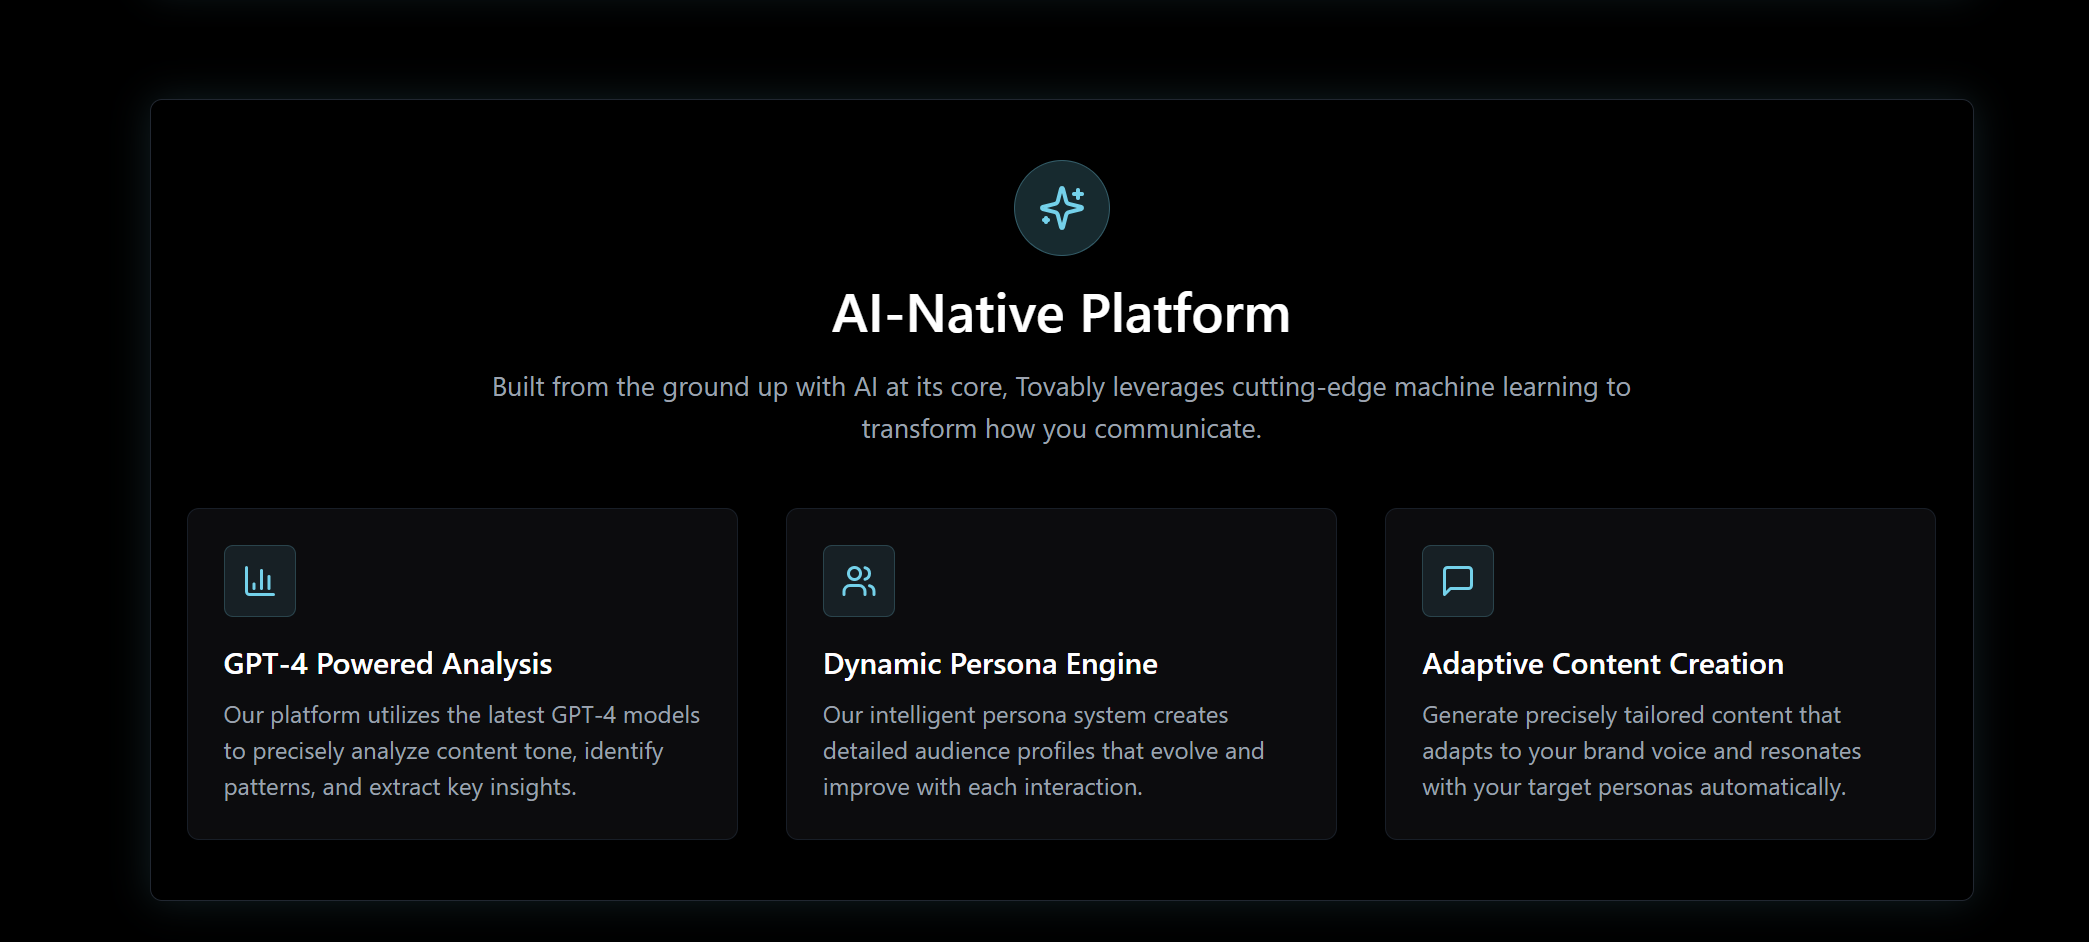 AI-Native Platform
Built from the ground up with AI at its core, Tovably leverages cutting-edge machine learning to
transform how you communicate.
GPT-4 Powered Analysis
Our platform utilizes the latest GPT-4 models
to precisely analyze content tone, identify
patterns, and extract key insights.
Dynamic Persona Engine
Our intelligent persona system creates
detailed audience profiles that evolve and
improve with each interaction.
Adaptive Content Creation
Generate precisely tailored content that
adapts to your brand voice and resonates
with your target personas automatically.